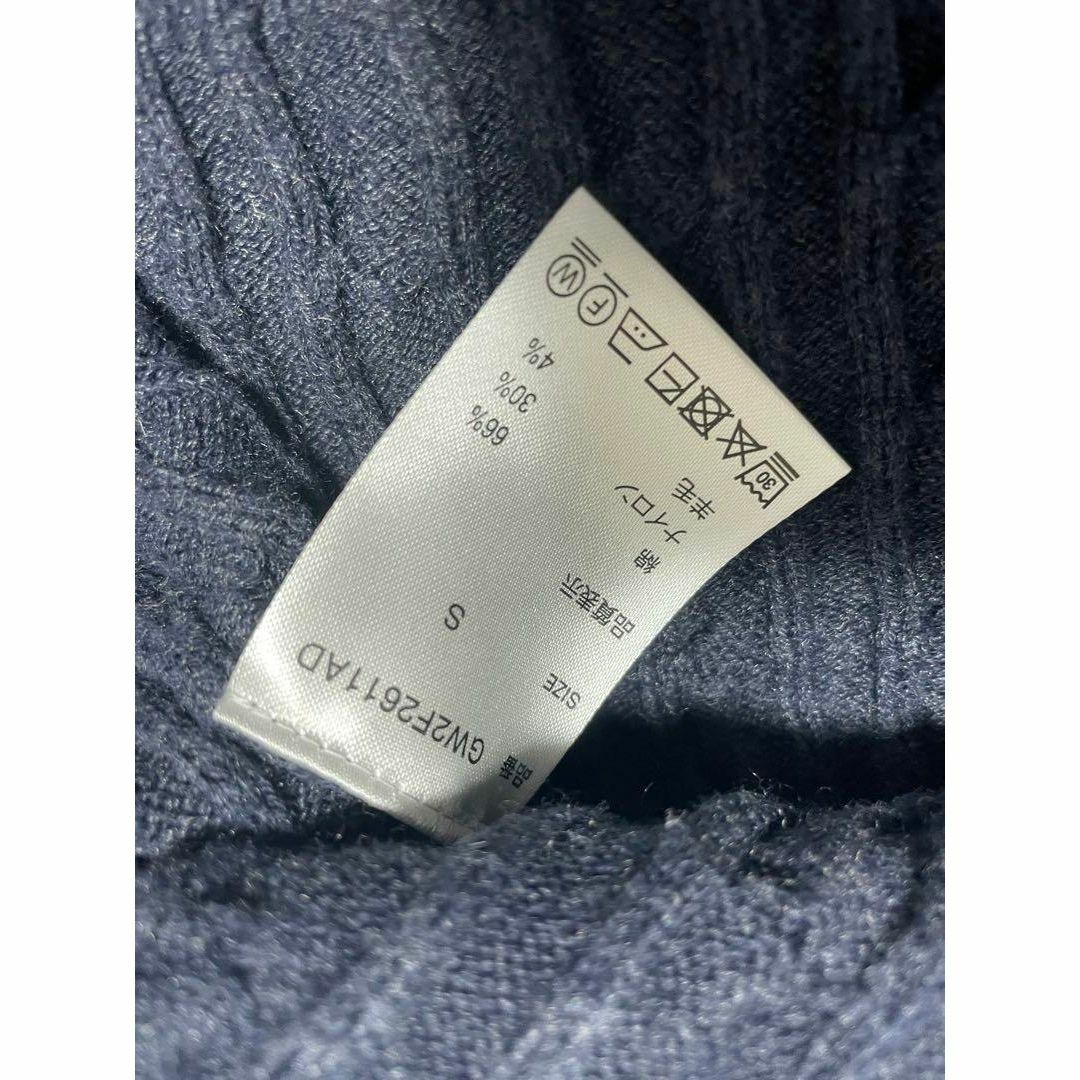 品番 GW2F2611AD
SIZE S
品質表示
綿 66%
ナイロン 30%
羊毛 4%
30
F W